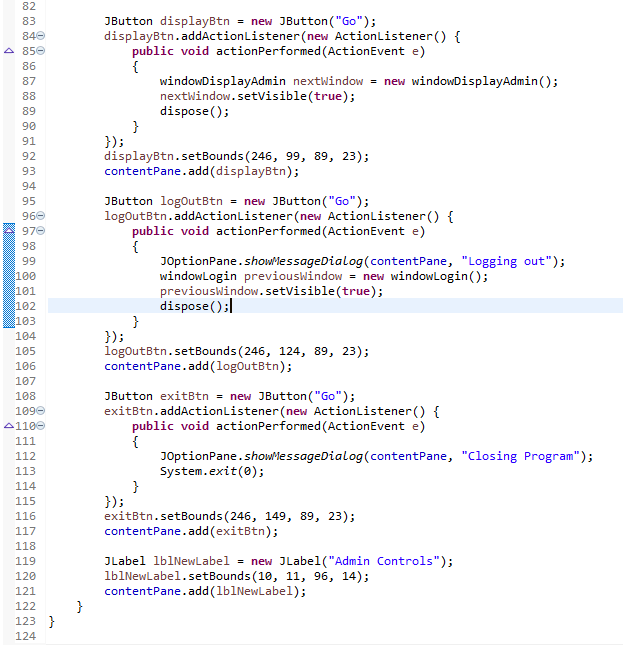 82
83 JButton displayBtn = new JButton("Go");
84 displayBtn.addActionListener(new ActionListener() {
85 public void actionPerformed(ActionEvent e)
86 {
87 windowDisplayAdmin nextWindow = new windowDisplayAdmin();
88 nextWindow.setVisible(true);
89 dispose();
90 }
91 });
92 displayBtn.setBounds(246, 99, 89, 23);
93 contentPane.add(displayBtn);
94
95 JButton logOutBtn = new JButton("Go");
96 logOutBtn.addActionListener(new ActionListener() {
97 public void actionPerformed(ActionEvent e)
98 {
99 JOptionPane.showMessageDialog(contentPane, "Logging out");
100 windowLogin previousWindow = new windowLogin();
101 previousWindow.setVisible(true);
102 dispose();
103 }
104 });
105 logOutBtn.setBounds(246, 124, 89, 23);
106 contentPane.add(logOutBtn);
107
108 JButton exitBtn = new JButton("Go");
109 exitBtn.addActionListener(new ActionListener() {
110 public void actionPerformed(ActionEvent e)
111 {
112 JOptionPane.showMessageDialog(contentPane, "Closing Program");
113 System.exit(0);
114 }
115 });
116 exitBtn.setBounds(246, 149, 89, 23);
117 contentPane.add(exitBtn);
118
119 JLabel lblNewLabel = new JLabel("Admin Controls");
120 lblNewLabel.setBounds(10, 11, 96, 14);
121 contentPane.add(lblNewLabel);
122 }
123 }
124